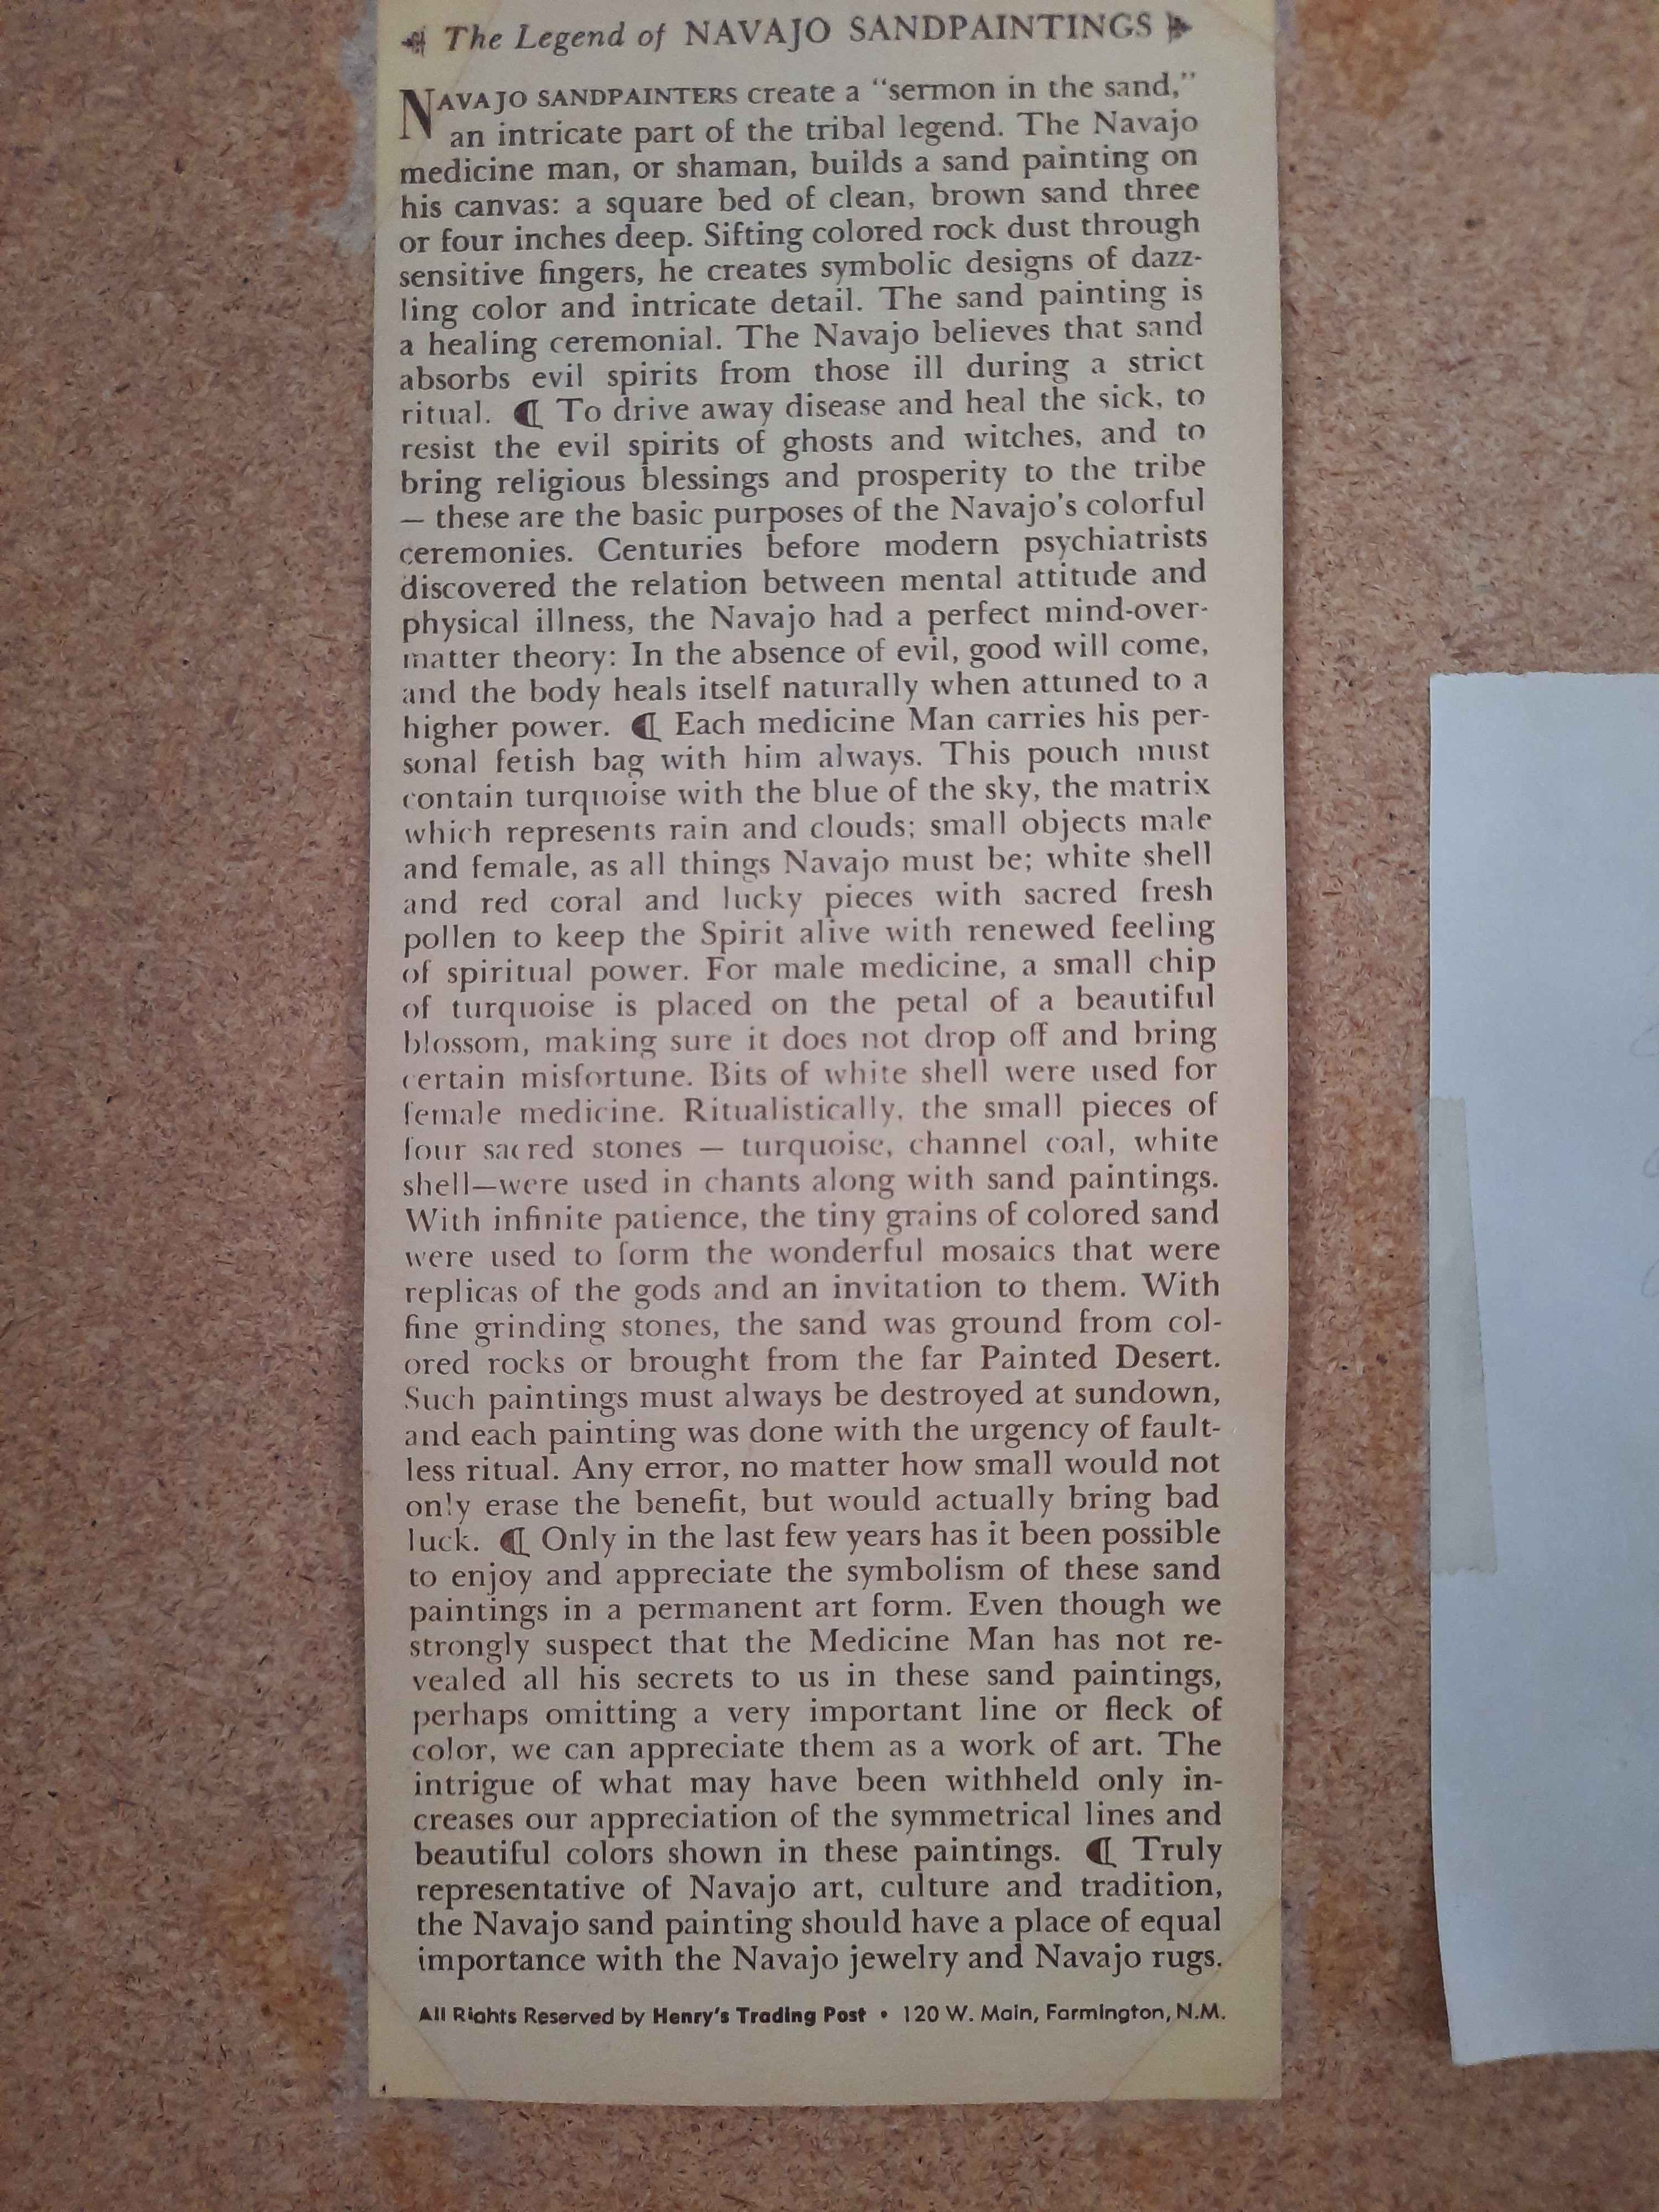 The Legend of NAVAJO SANDPAINTINGS
NAVAJO SANDPAINTERS create a “sermon in the sand,”
an intricate part of the tribal legend. The Navajo
medicine man, or shaman, builds a sand painting on
his canvas: a square bed of clean, brown sand three
or four inches deep. Sifting colored rock dust through
sensitive fingers, he creates symbolic designs of dazz-
ling color and intricate detail. The sand painting is
a healing ceremonial. The Navajo believes that sand
absorbs evil spirits from those ill during a strict
ritual. ¶ To drive away disease and heal the sick, to
resist the evil spirits of ghosts and witches, and to
bring religious blessings and prosperity to the tribe
— these are the basic purposes of the Navajo's colorful
ceremonies. Centuries before modern psychiatrists
discovered the relation between mental attitude and
physical illness, the Navajo had a perfect mind-over-
matter theory: In the absence of evil, good will come,
and the body heals itself naturally when attuned to a
higher power. ¶ Each medicine Man carries his per-
sonal fetish bag with him always. This pouch must
contain turquoise with the blue of the sky, the matrix
which represents rain and clouds; small objects male
and female, as all things Navajo must be; white shell
and red coral and lucky pieces with sacred fresh
pollen to keep the Spirit alive with renewed feeling
of spiritual power. For male medicine, a small chip
of turquoise is placed on the petal of a beautiful
blossom, making sure it does not drop off and bring
certain misfortune. Bits of white shell were used for
female medicine. Ritualistically, the small pieces of
four sacred stones — turquoise, channel coal, white
shell—were used in chants along with sand paintings.
With infinite patience, the tiny grains of colored sand
were used to form the wonderful mosaics that were
replicas of the gods and an invitation to them. With
fine grinding stones, the sand was ground from col-
ored rocks or brought from the far Painted Desert.
Such paintings must always be destroyed at sundown,
and each painting was done with the urgency of fault-
less ritual. Any error, no matter how small would not
only erase the benefit, but would actually bring bad
luck. ¶ Only in the last few years has it been possible
to enjoy and appreciate the symbolism of these sand
paintings in a permanent art form. Even though we
strongly suspect that the Medicine Man has not re-
vealed all his secrets to us in these sand paintings,
perhaps omitting a very important line or fleck of
color, we can appreciate them as a work of art. The
intrigue of what may have been withheld only in-
creases our appreciation of the symmetrical lines and
beautiful colors shown in these paintings. ¶ Truly
representative of Navajo art, culture and tradition,
the Navajo sand painting should have a place of equal
importance with the Navajo jewelry and Navajo rugs.
All Rights Reserved by Henry's Trading Post • 120 W. Main, Farmington, N.M.